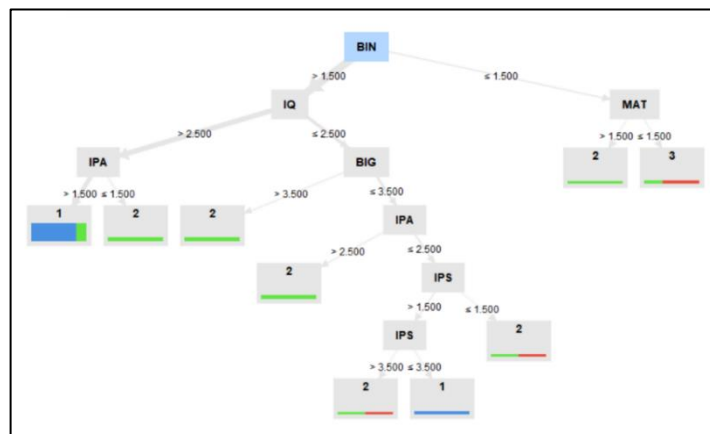 BIN
> 1.500 ≤ 1.500
IQ MAT
> 2.500 ≤ 2.500 > 1.500 ≤ 1.500
IPA BIG 2 3
> 1.500 ≤ 1.500 > 3.500 ≤ 3.500
1 2 2 IPA
> 2.500 ≤ 2.500
2 IPS
> 1.500 ≤ 1.500
IPS 2
> 3.500 ≤ 3.500
2 1